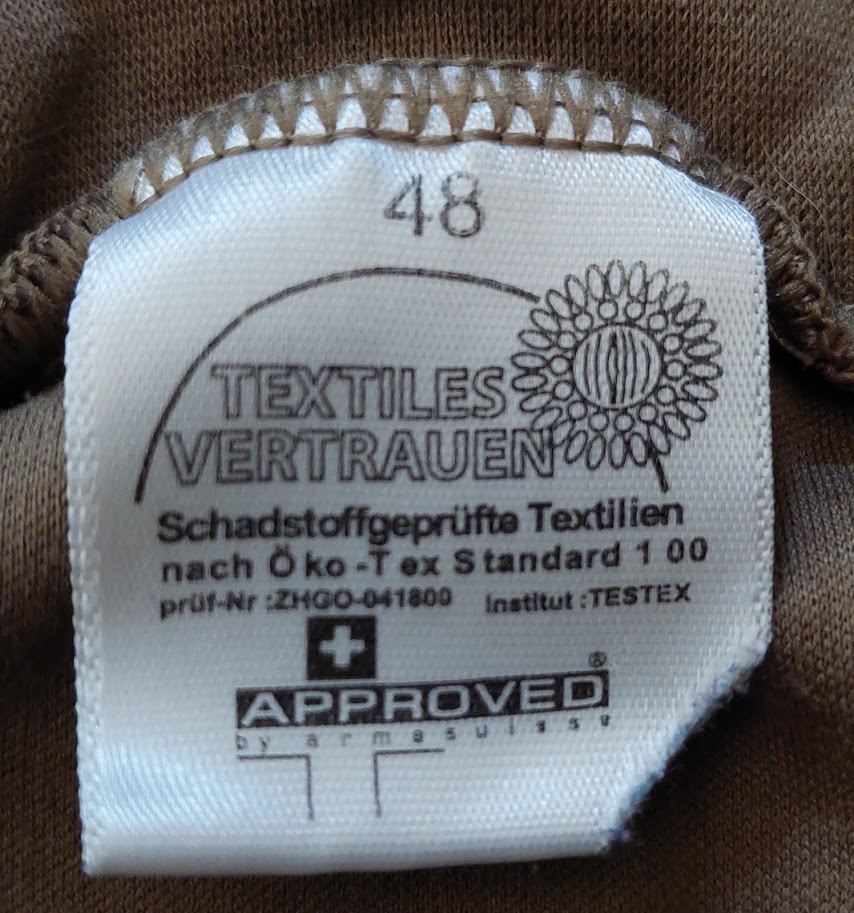 48
TEXTILES
VERTRAUEN
Schadstoffgeprüfte Textilien
nach Öko-Tex Standard 100
prüf-Nr :ZHGO-041800 Institut :TESTEX
APPROVED®
by armasuisse